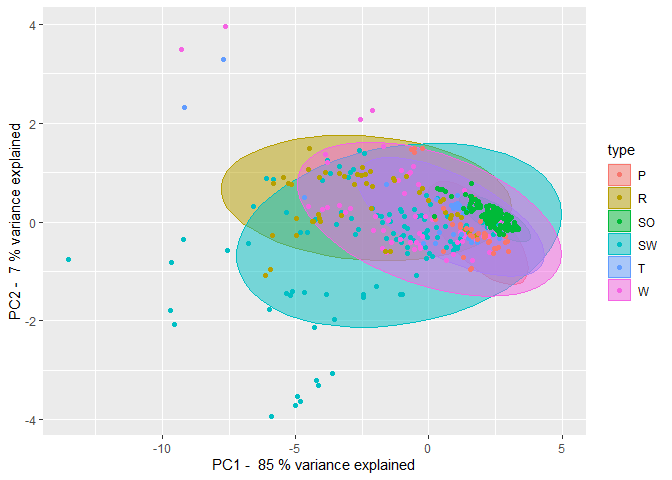 4
2
0
-2
-4
PC2 - 7 % variance explained
-10
-5
0
5
PC1 - 85 % variance explained
type
P
R
SO
SW
T
W